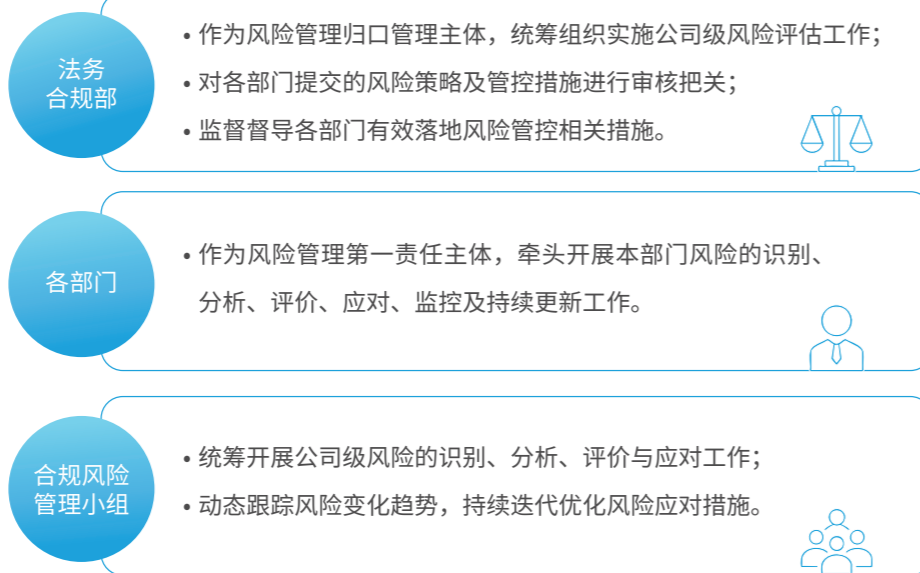 法务
合规部
• 作为风险管理归口管理主体，统筹组织实施公司级风险评估工作；
• 对各部门提交的风险策略及管控措施进行审核把关；
• 监督督导各部门有效落地风险管控相关措施。
各部门
• 作为风险管理第一责任主体，牵头开展本部门风险的识别、
分析、评价、应对、监控及持续更新工作。
合规风险
管理小组
• 统筹开展公司级风险的识别、分析、评价与应对工作；
• 动态跟踪风险变化趋势，持续迭代优化风险应对措施。